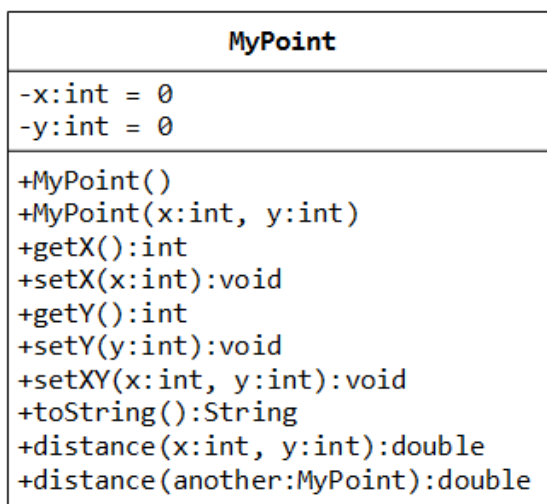 MyPoint
-x:int = 0
-y:int = 0
+MyPoint()
+MyPoint(x:int, y:int)
+getX():int
+setX(x:int):void
+getY():int
+setY(y:int):void
+setXY(x:int, y:int):void
+toString():String
+distance(x:int, y:int):double
+distance(another:MyPoint):double